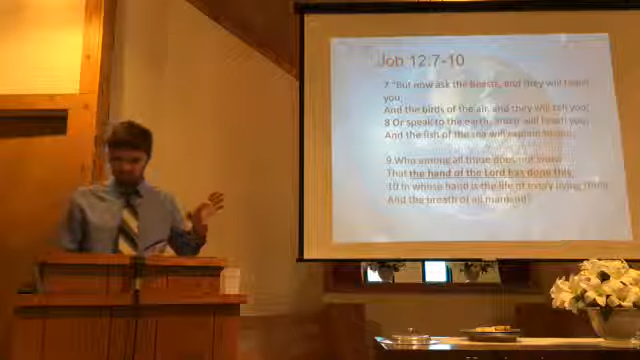 Job 12.7-10
7 "But now ask the beasts, and they will teach
you;
And the birds of the air, and they will tell you;
8 Or speak to the earth, and it will teach you;
And the fish of the sea will explain to you.
9 Who among all these does not know
That the hand of the Lord has done this,
10 In whose hand is the life of every living thing,
And the breath of all mankind?